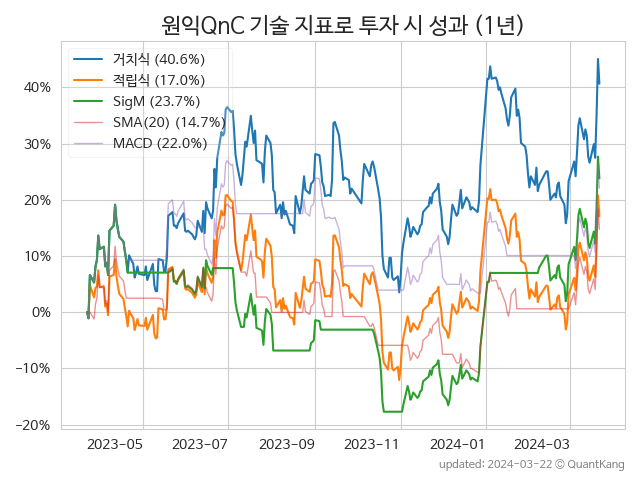 원익QnC 기술 지표로 투자 시 성과 (1년)
거치식 (40.6%)
적립식 (17.0%)
SigM (23.7%)
SMA(20) (14.7%)
MACD (22.0%)
40%
30%
20%
10%
0%
−10%
−20%
2023-05
2023-07
2023-09
2023-11
2024-01
2024-03
updated: 2024-03-22 © QuantKang